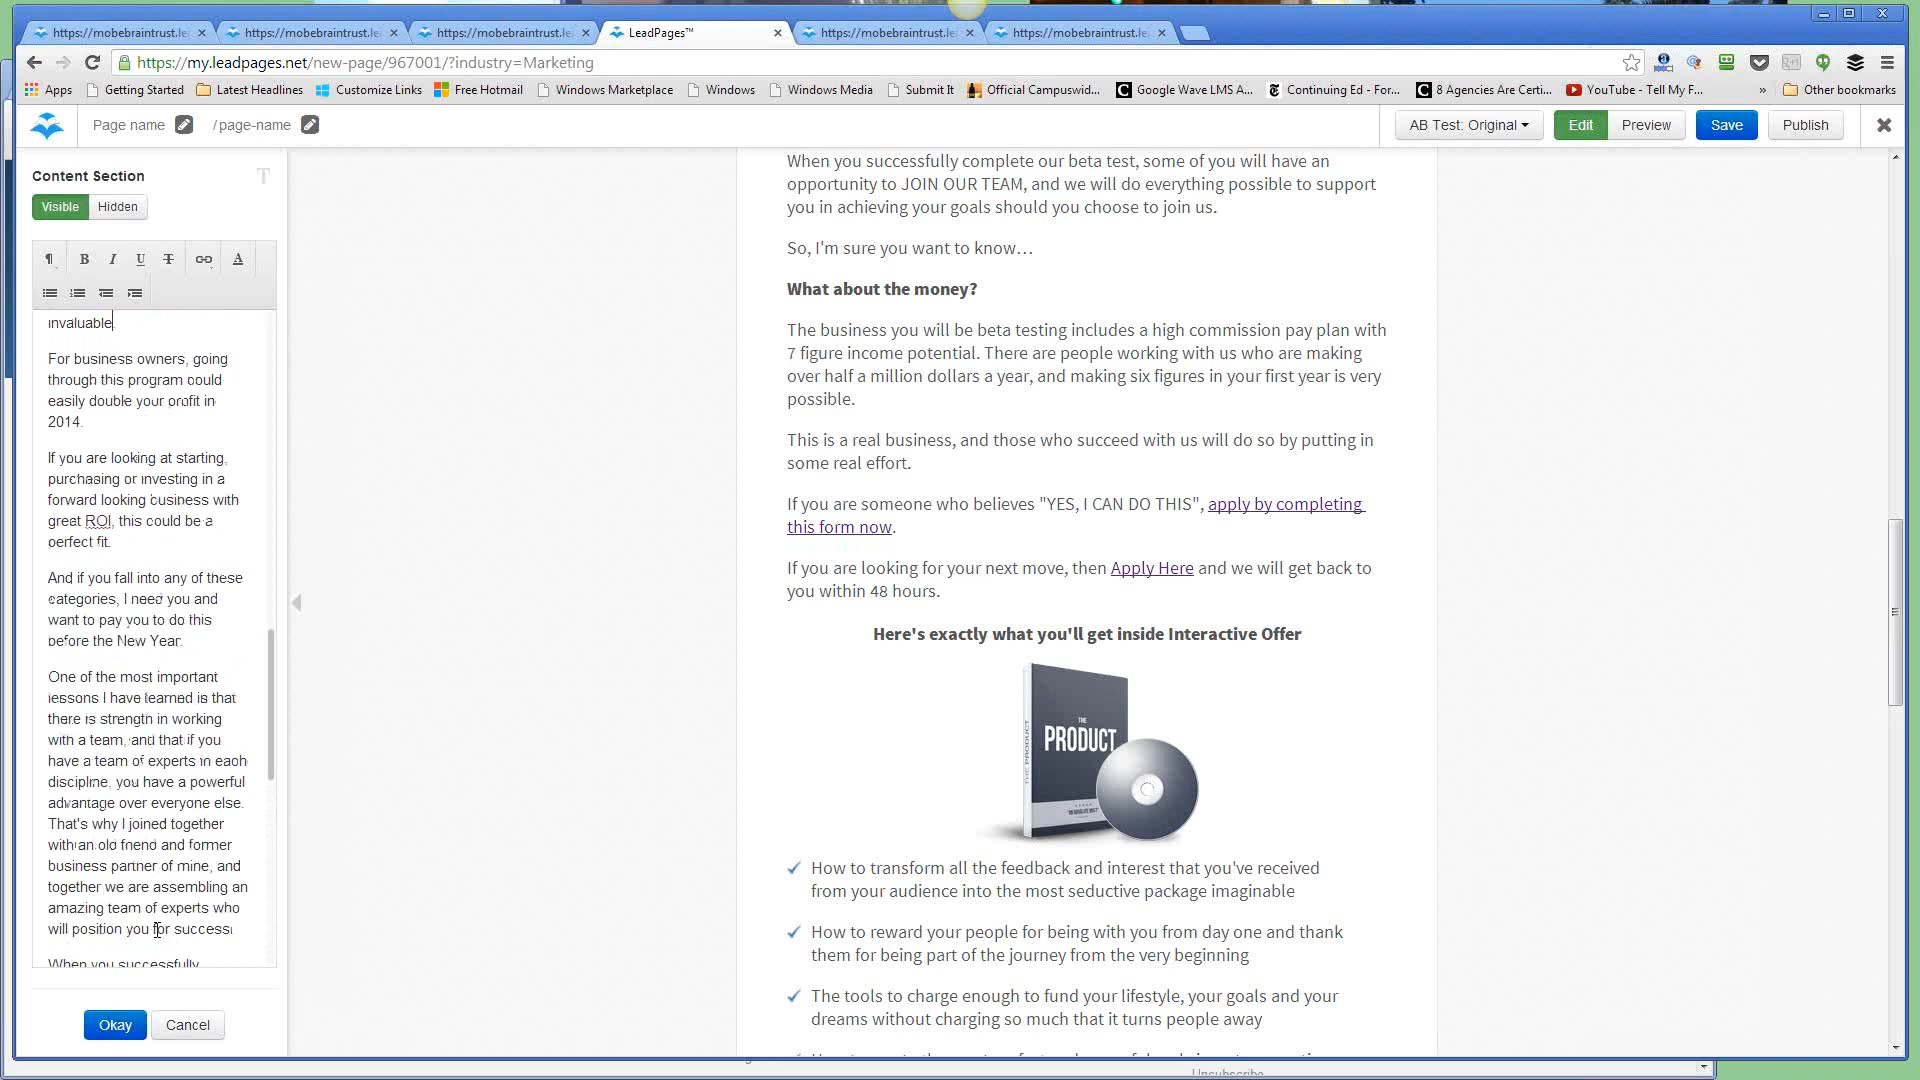 https://mobebraintrust.le
https://mobebraintrust.le
https://mobebraintrust.le
LeadPages™
https://mobebraintrust.le
https://mobebraintrust.le
https://my.leadpages.net/new-page/967001/?industry=Marketing
Apps
Getting Started
Latest Headlines
Customize Links
Free Hotmail
Windows Marketplace
Windows
Windows Media
Submit It
Official Campuswid...
Google Wave LMS A...
Continuing Ed - For...
8 Agencies Are Certi...
YouTube - Tell My F...
»
Other bookmarks
Page name
/page-name
AB Test: Original
Edit
Preview
Save
Publish
Content Section
Visible
Hidden
invaluable
For business owners, going
through this program could
easily double your profit in
2014.
If you are looking at starting,
purchasing or investing in a
forward looking business with
great ROI, this could be a
perfect fit.
And if you fall into any of these
categories, I need you and
want to pay you to do this
before the New Year.
One of the most important
lessons I have learned is that
there is strength in working
with a team, and that if you
have a team of experts in each
discipline, you have a powerful
advantage over everyone else.
That's why I joined together
with an old friend and former
business partner of mine, and
together we are assembling an
amazing team of experts who
will position you for success
When you successfully
Okay
Cancel
When you successfully complete our beta test, some of you will have an
opportunity to JOIN OUR TEAM, and we will do everything possible to support
you in achieving your goals should you choose to join us.
So, I'm sure you want to know…
What about the money?
The business you will be beta testing includes a high commission pay plan with
7 figure income potential. There are people working with us who are making
over half a million dollars a year, and making six figures in your first year is very
possible.
This is a real business, and those who succeed with us will do so by putting in
some real effort.
If you are someone who believes "YES, I CAN DO THIS", apply by completing
this form now.
If you are looking for your next move, then Apply Here and we will get back to
you within 48 hours.
Here's exactly what you'll get inside Interactive Offer
THE
PRODUCT
THE PRODUCT
How to transform all the feedback and interest that you've received
from your audience into the most seductive package imaginable
How to reward your people for being with you from day one and thank
them for being part of the journey from the very beginning
The tools to charge enough to fund your lifestyle, your goals and your
dreams without charging so much that it turns people away
Unsubscribe